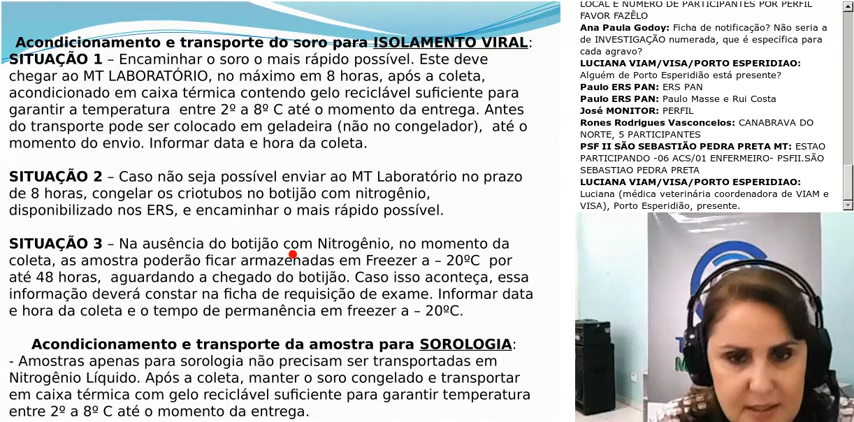 Acondicionamento e transporte do soro para ISOLAMENTO VIRAL:
SITUAÇÃO 1 – Encaminhar o soro o mais rápido possível. Este deve
chegar ao MT LABORATÓRIO, no máximo em 8 horas, após a coleta,
acondicionado em caixa térmica contendo gelo reciclável suficiente para
garantir a temperatura entre 2º a 8º C até o momento da entrega. Antes
do transporte pode ser colocado em geladeira (não no congelador), até o
momento do envio. Informar data e hora da coleta.
SITUAÇÃO 2 – Caso não seja possível enviar ao MT Laboratório no prazo
de 8 horas, congelar os criotubos no botijão com nitrogênio,
disponibilizado nos ERS, e encaminhar o mais rápido possível.
SITUAÇÃO 3 – Na ausência do botijão com Nitrogênio, no momento da
coleta, as amostra poderão ficar armazenadas em Freezer a – 20ºC por
até 48 horas, aguardando a chegado do botijão. Caso isso aconteça, essa
informação deverá constar na ficha de requisição de exame. Informar data
e hora da coleta e o tempo de permanência em freezer a – 20ºC.
Acondicionamento e transporte da amostra para SOROLOGIA:
- Amostras apenas para sorologia não precisam ser transportadas em
Nitrogênio Líquido. Após a coleta, manter o soro congelado e transportar
em caixa térmica com gelo reciclável suficiente para garantir temperatura
entre 2º a 8º C até o momento da entrega.
LOCAL E NÚMERO DE PARTICIPANTES POR PERFIL
FAVOR FAZÊLO
Ana Paula Godoy: Ficha de notificação? Não seria a
de INVESTIGAÇÃO numerada, que é específica para
cada agravo?
LUCIANA VIAM/VISA/PORTO ESPERIDIAO:
Alguém de Porto Esperidião está presente?
Paulo ERS PAN: ERS PAN
Paulo ERS PAN: Paulo Masse e Rui Costa
José MONITOR: PERFIL
Rones Rodrigues Vasconcelos: CANABRAVA DO
NORTE, 5 PARTICIPANTES
PSF II SÃO SEBASTIÃO PEDRA PRETA MT: ESTAO
PARTICIPANDO -06 ACS/01 ENFERMEIRO- PSFII.SÃO
SEBASTIAO PEDRA PRETA
LUCIANA VIAM/VISA/PORTO ESPERIDIAO:
Luciana (médica veterinária coordenadora de VIAM e
VISA), Porto Esperidião, presente.